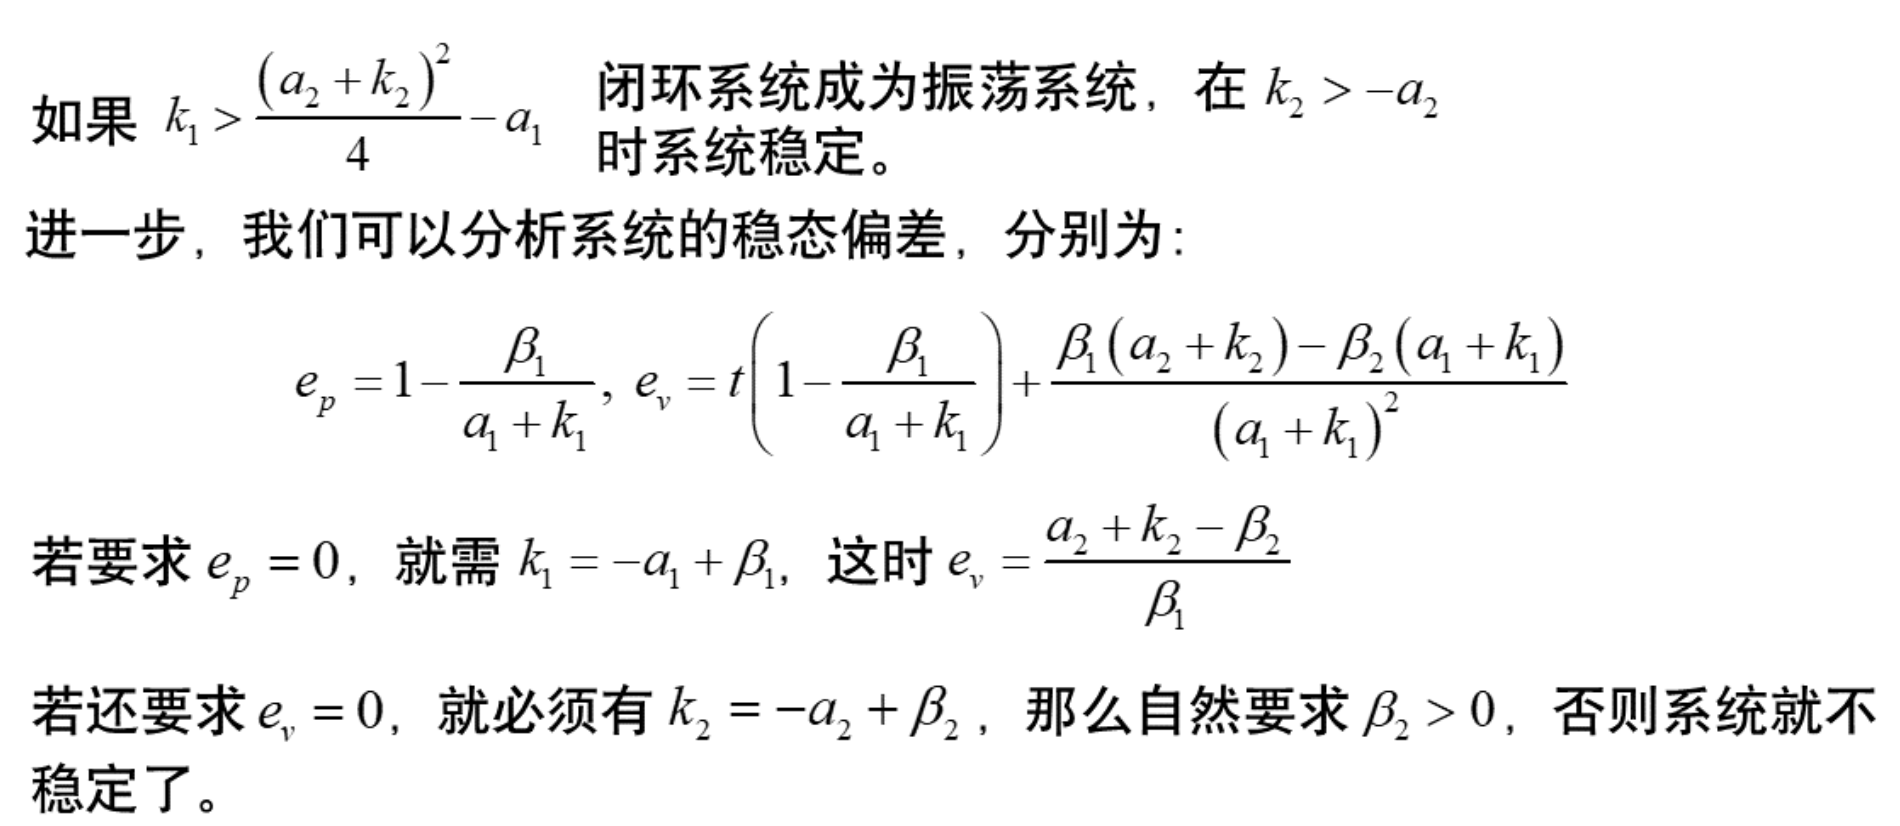 如果 $k_1 > \frac{(a_2 + k_2)^2}{4} - a_1$ 闭环系统成为振荡系统，在 $k_2 > -a_2$
时系统稳定。
进一步，我们可以分析系统的稳态偏差，分别为：
$e_p = 1 - \frac{\beta_1}{a_1 + k_1}, \; e_v = t\left(1 - \frac{\beta_1}{a_1 + k_1}\right) + \frac{\beta_1(a_2 + k_2) - \beta_2(a_1 + k_1)}{(a_1 + k_1)^2}$
若要求 $e_p = 0$，就需 $k_1 = -a_1 + \beta_1$，这时 $e_v = \frac{a_2 + k_2 - \beta_2}{\beta_1}$
若还要求 $e_v = 0$，就必须有 $k_2 = -a_2 + \beta_2$，那么自然要求 $\beta_2 > 0$，否则系统就不
稳定了。